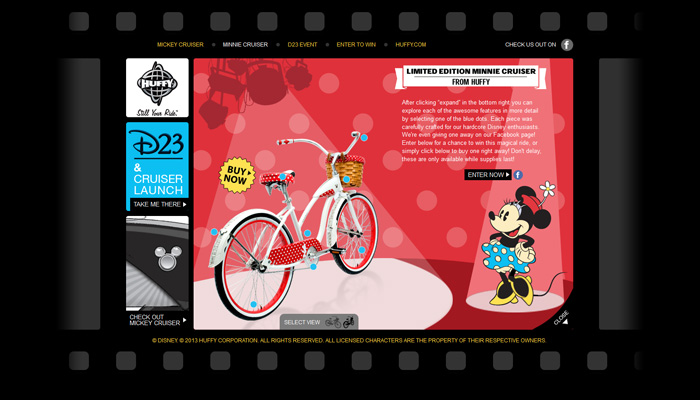 MICKEY CRUISER
MINNIE CRUISER
D23 EVENT
ENTER TO WIN
HUFFY.COM
CHECK US OUT ON f
HUFFY
Still Your Ride.
D23
&
CRUISER
LAUNCH
TAKE ME THERE
CHECK OUT
MICKEY CRUISER
BUY
NOW
LIMITED EDITION MINNIE CRUISER
FROM HUFFY
After clicking "expand" in the bottom right you can
explore each of the awesome features in more detail
by selecting one of the blue dots. Each piece was
carefully crafted for our hardcore Disney enthusiasts.
We're even giving one away on our Facebook page!
Enter below for a chance to win this magical ride, or
simply click below to buy one right away! Don't delay,
these are only available while supplies last!
ENTER NOW f
SELECT VIEW
CLOSE
© DISNEY © 2013 HUFFY CORPORATION. ALL RIGHTS RESERVED. ALL LICENSED CHARACTERS ARE THE PROPERTY OF THEIR RESPECTIVE OWNERS.